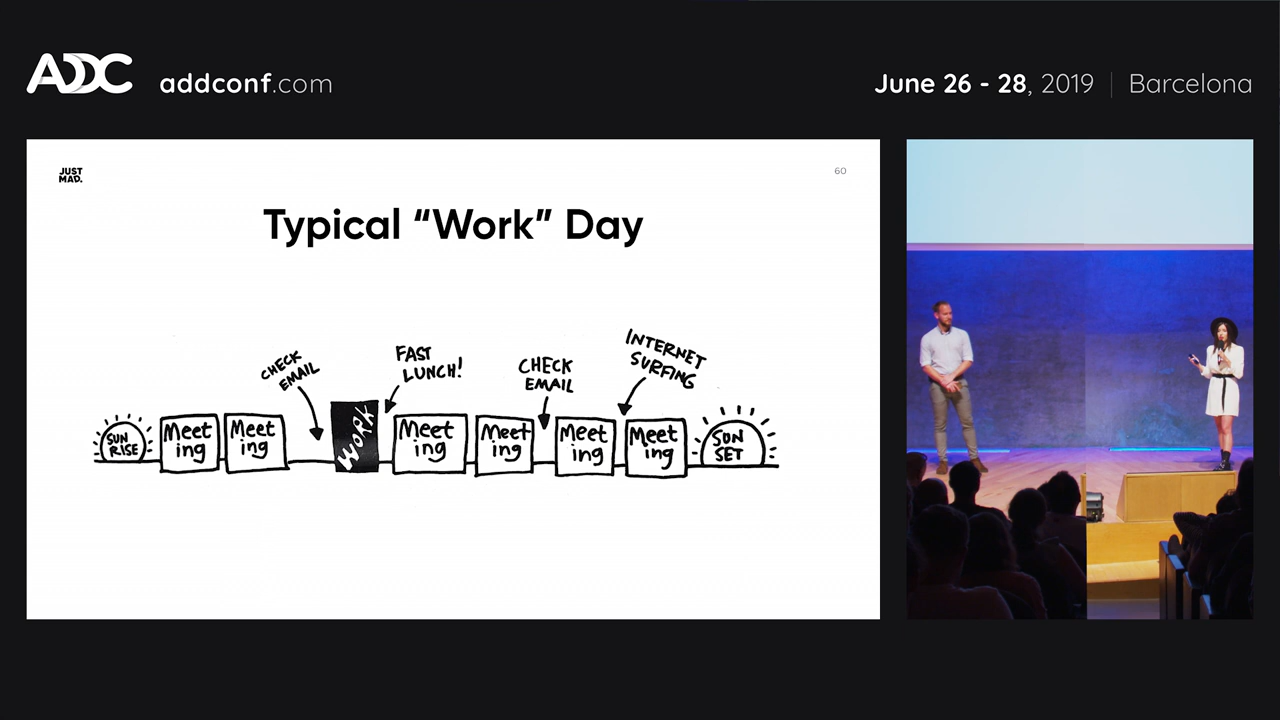 ADDC
addconf.com
June 26 - 28, 2019 | Barcelona
JUST
MAD.
60
Typical “Work” Day
CHECK
EMAIL
FAST
LUNCH!
CHECK
EMAIL
INTERNET
SURFING
SUN
RISE
Meet
ing
Meet
ing
WORK
Meet
ing
Meet
ing
Meet
ing
Meet
ing
SUN
SET